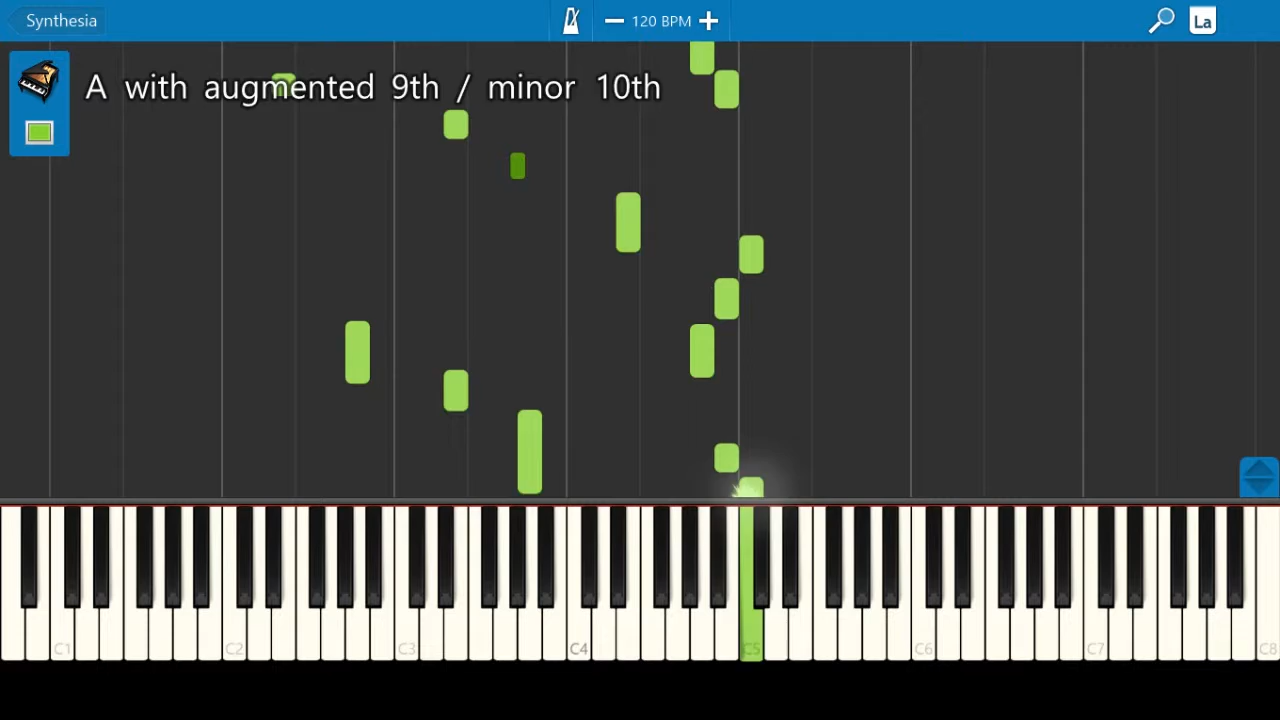 Synthesia
120 BPM
La
A with augmented 9th / minor 10th
C1 C2 C3 C4 C5 C6 C7 C8